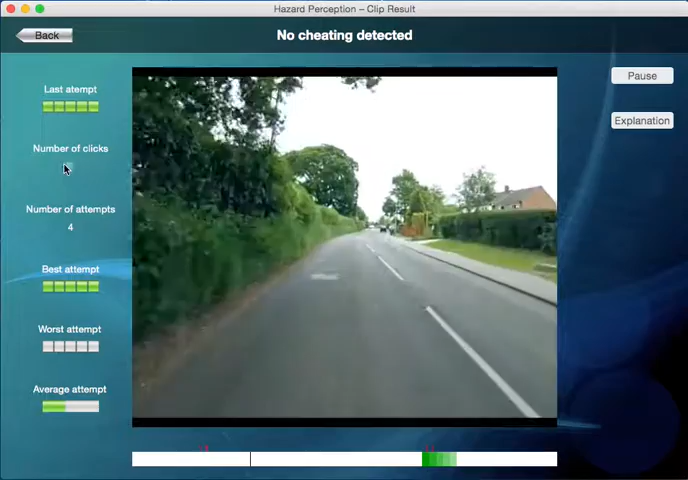 Hazard Perception – Clip Result
Back
No cheating detected
Last atempt
Number of clicks
Number of attempts
4
Best attempt
Worst attempt
Average attempt
Pause
Explanation